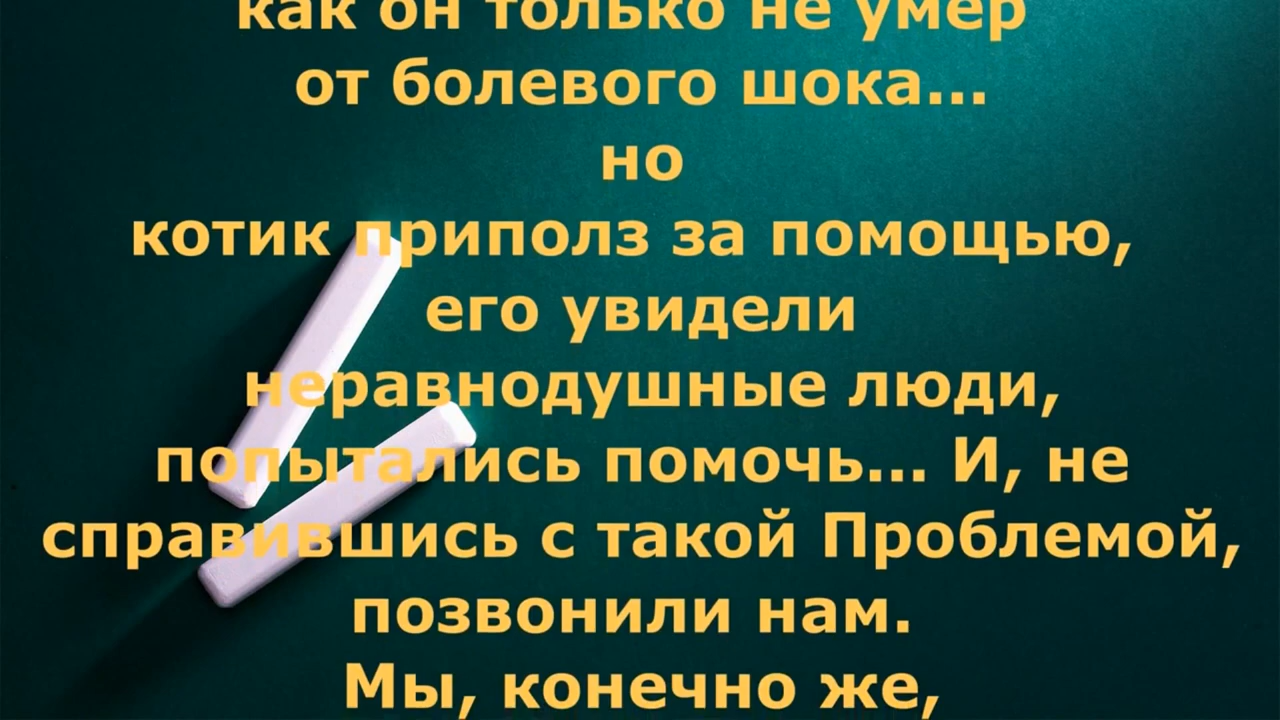 как он только не умер
от болевого шока...
но
котик приполз за помощью,
его увидели
неравнодушные люди,
попытались помочь... И, не
справившись с такой Проблемой,
позвонили нам.
Мы, конечно же,